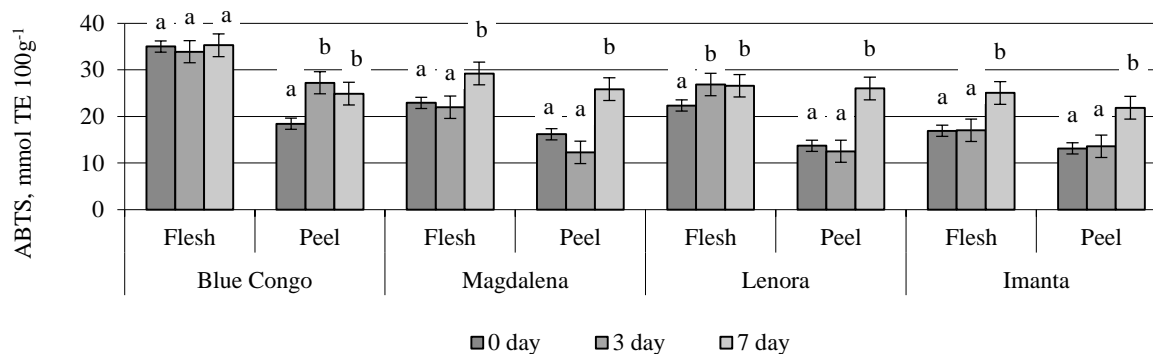 ABTS, mmol TE 100g⁻¹
40
30
20
10
0
a a a a b b a a b a a b a b b a a b a a b a a b
Flesh Peel Flesh Peel Flesh Peel Flesh Peel
Blue Congo Magdalena Lenora Imanta
0 day 3 day 7 day